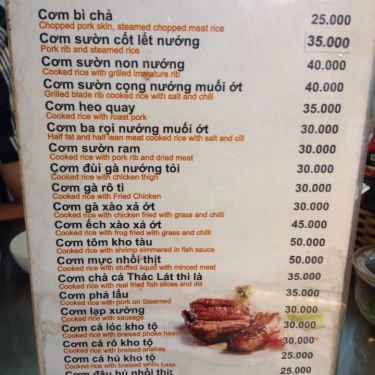 Cơm bì chả 25.000
Chopped pork skin, steamed chopped meat rice
Cơm sườn cốt lết nướng 35.000
Pork rib and steamed rice
Cơm sườn non nướng 40.000
Cooked rice with grilled immature rib
Cơm sườn cọng nướng muối ớt 40.000
Grilled blade rib cooked rice with salt and chill
Cơm heo quay 35.000
Cooked rice with roast pork
Cơm ba rọi nướng muối ớt 30.000
Half fat and half lean meat cooked rice with salt and cill
Cơm sườn ram 30.000
Cooked rice with pork rib and dried meat
Cơm đùi gà nướng tỏi 30.000
Cooked rice with chicken thigh
Cơm gà rô ti 30.000
Cooked rice with Fried Chicken
Cơm gà xào xả ớt 30.000
Cooked rice with chicken fried with grass and chilli
Cơm ếch xào xả ớt 45.000
Cooked rice with frog fried with grass and chilli
Cơm tôm kho tàu 50.000
Cooked rice with shrimp simmered in fish sauce
Cơm mực nhồi thịt 50.000
Cooked rice with stuffed squid with minced meat
Cơm chả cá Thác Lát thì là 35.000
Cooked rice with real fried fish slices and dill
Cơm phá lấu 35.000
Cooked rice with pork on Steamed
Cơm lạp xưởng 30.000
Cooked rice with sausage
Cơm cá lóc kho tộ 30.000
Cooked rice with braised phoke head
Cơm cá rô kho tộ 30.000
Cooked rice with braised anabas
Cơm cá hú kho tộ 25.000
Cooked rice with braised whits bass
Cơm đậu hủ nhồi thịt 25.000